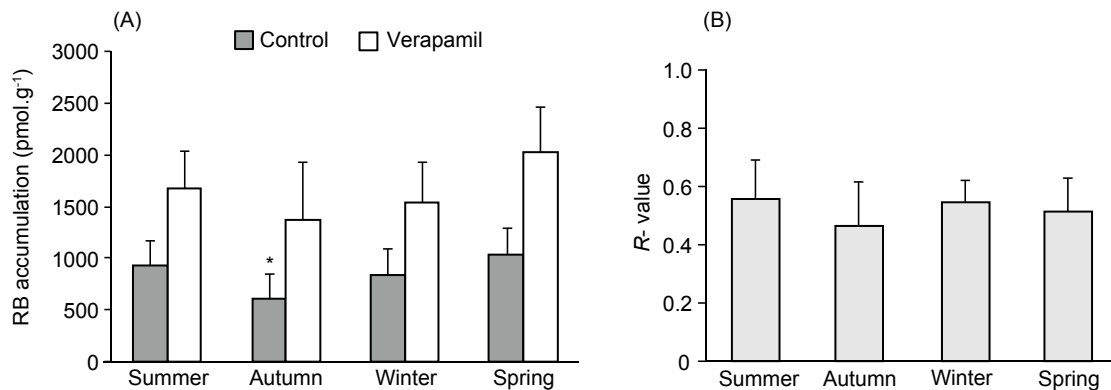 (A)
Control Verapamil
RB accumulation (pmol.g⁻¹)
3000
2500
2000
1500
1000
500
0
*
Summer Autumn Winter Spring
(B)
R- value
1.0
0.8
0.6
0.4
0.2
0
Summer Autumn Winter Spring